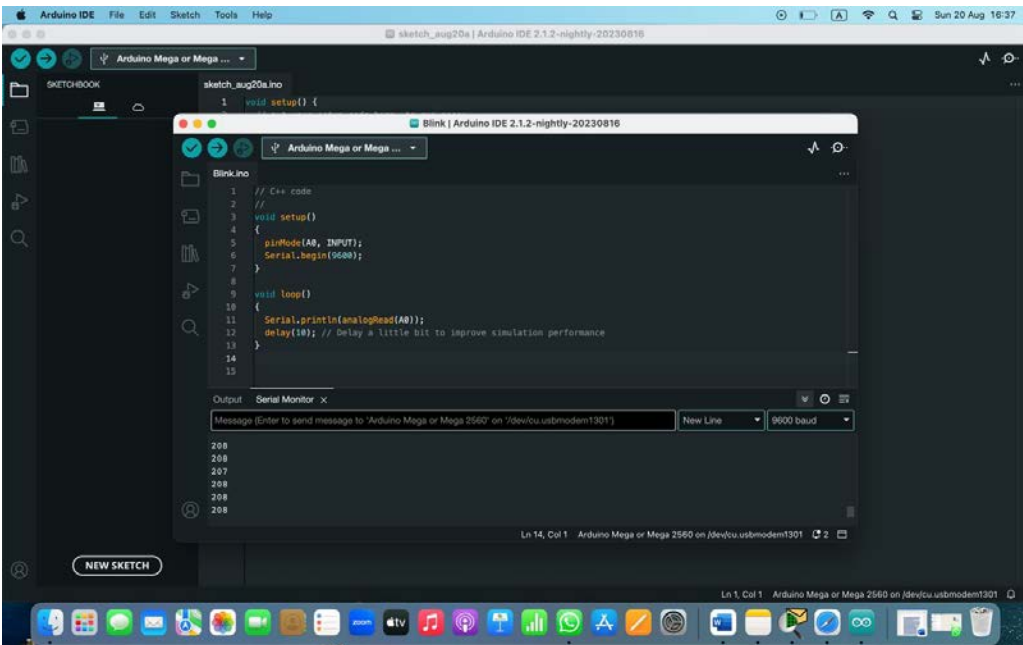 Arduino IDE File Edit Sketch Tools Help
A
Sun 20 Aug 16:37
sketch_aug20a | Arduino IDE 2.1.2-nightly-20230816
Arduino Mega or Mega ...
SKETCHBOOK
sketch_aug20a.ino
1 void setup() {
Blink | Arduino IDE 2.1.2-nightly-20230816
Arduino Mega or Mega ...
Blink.ino
1 // C++ code
2 //
3 void setup()
4 {
5 pinMode(A0, INPUT);
6 Serial.begin(9600);
7 }
8
9 void loop()
10 {
11 Serial.println(analogRead(A0));
12 delay(10); // Delay a little bit to improve simulation performance
13 }
14
15
Output Serial Monitor
Message (Enter to send message to 'Arduino Mega or Mega 2560' on '/dev/cu.usbmodem1301')
New Line
9600 baud
208
208
207
208
208
208
Ln 14, Col 1 Arduino Mega or Mega 2560 on /dev/cu.usbmodem1301 2
NEW SKETCH
Ln 1, Col 1 Arduino Mega or Mega 2560 on /dev/cu.usbmodem1301
zoom
tv